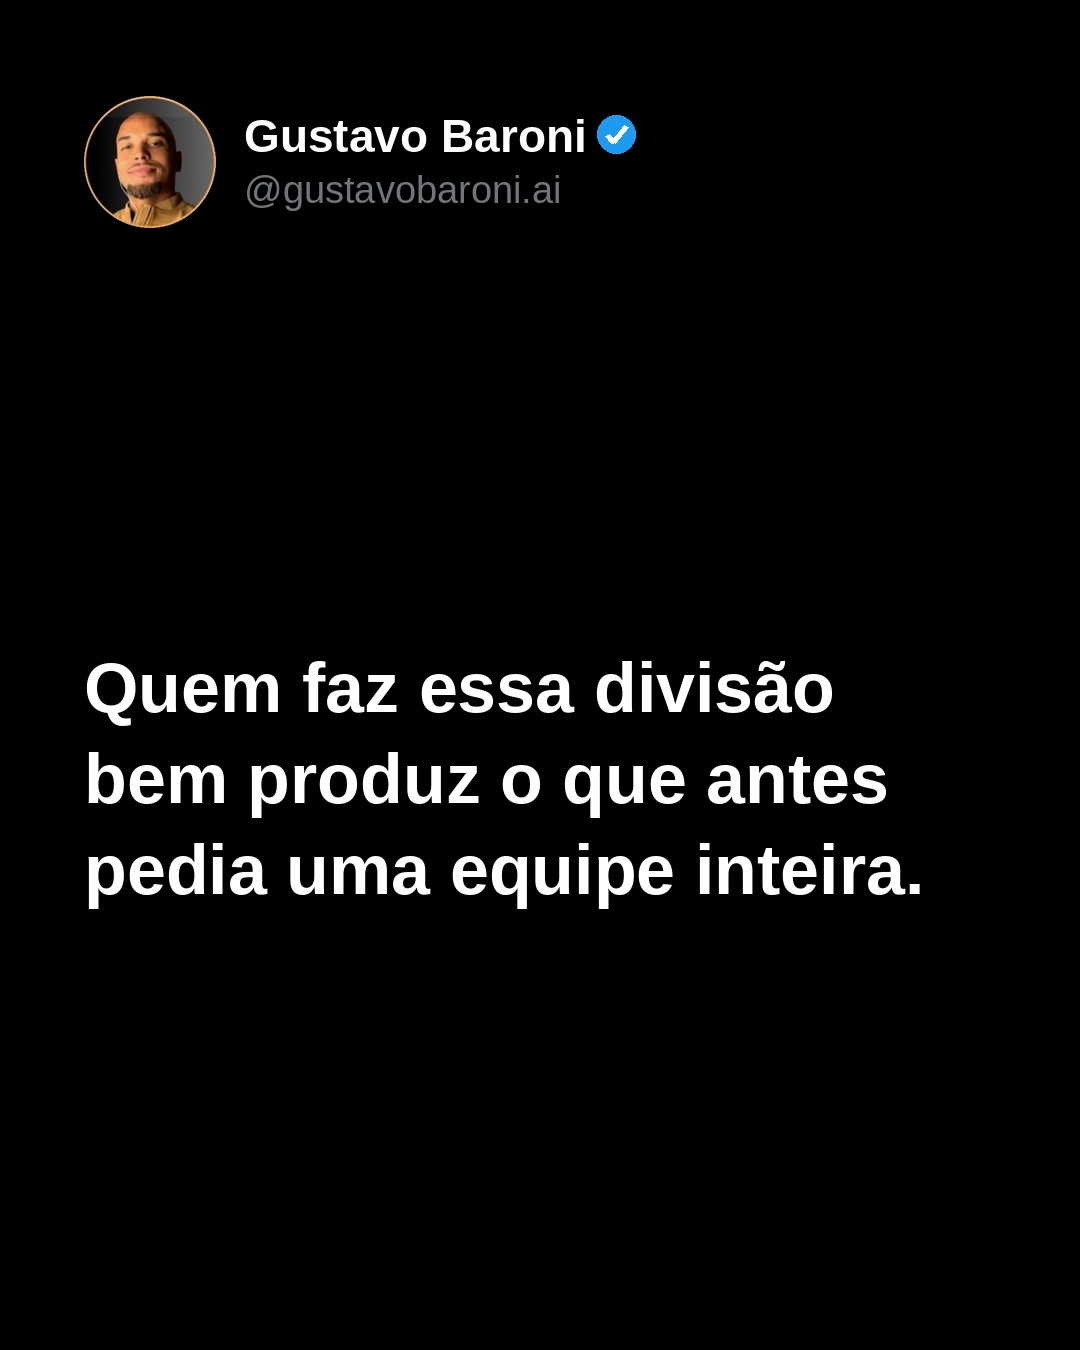 Gustavo Baroni
@gustavobaroni.ai
Quem faz essa divisão
bem produz o que antes
pedia uma equipe inteira.